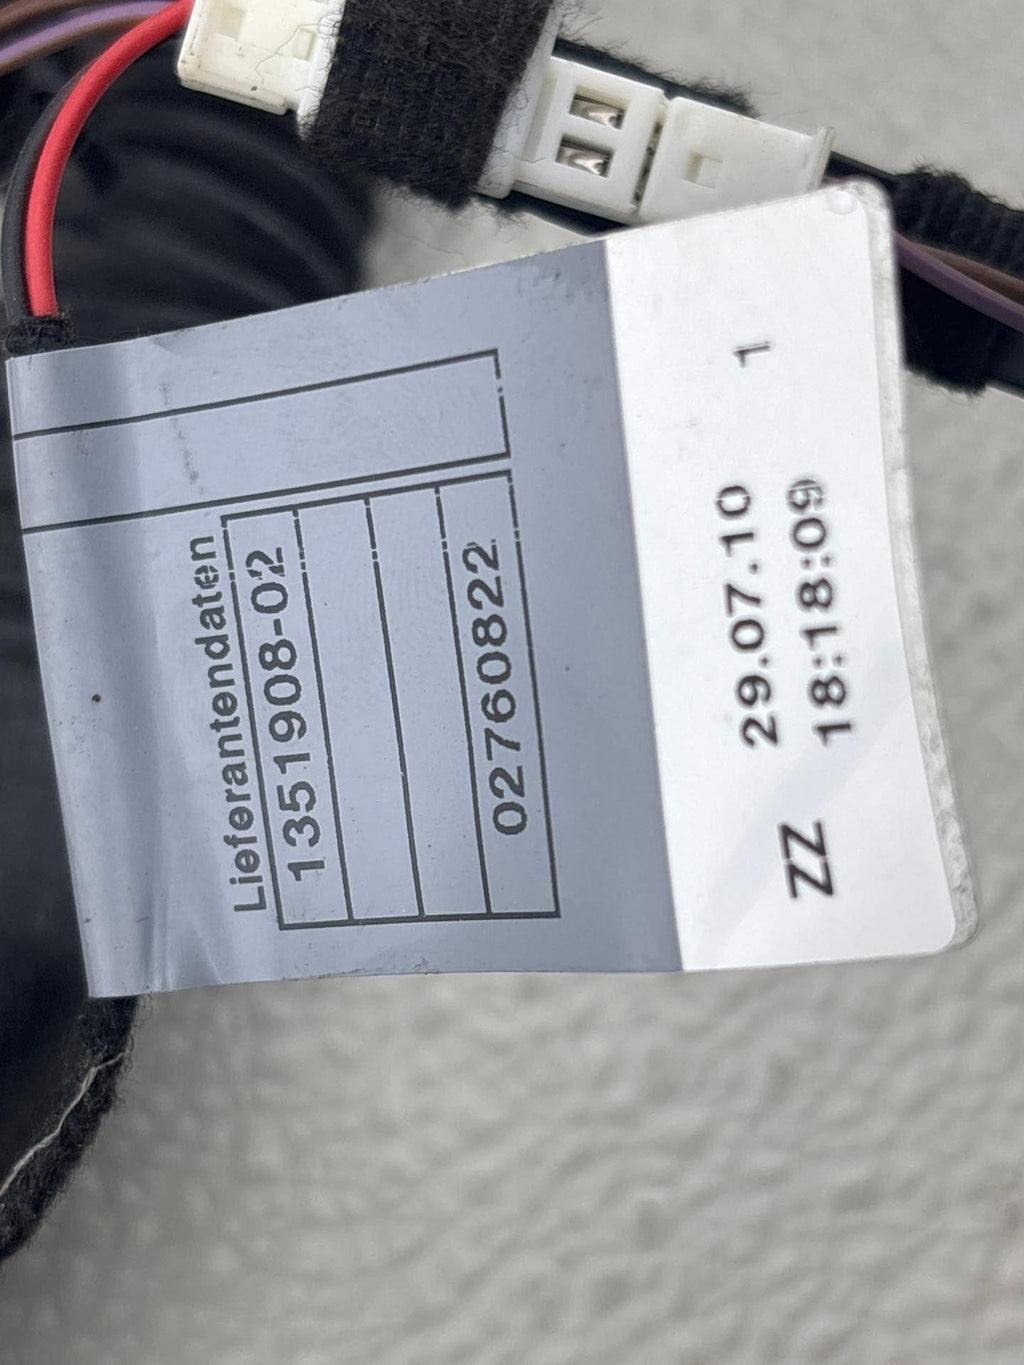 Lieferantendaten
1351908-02
02760822
29.07.10 1
ZZ 18:18:09